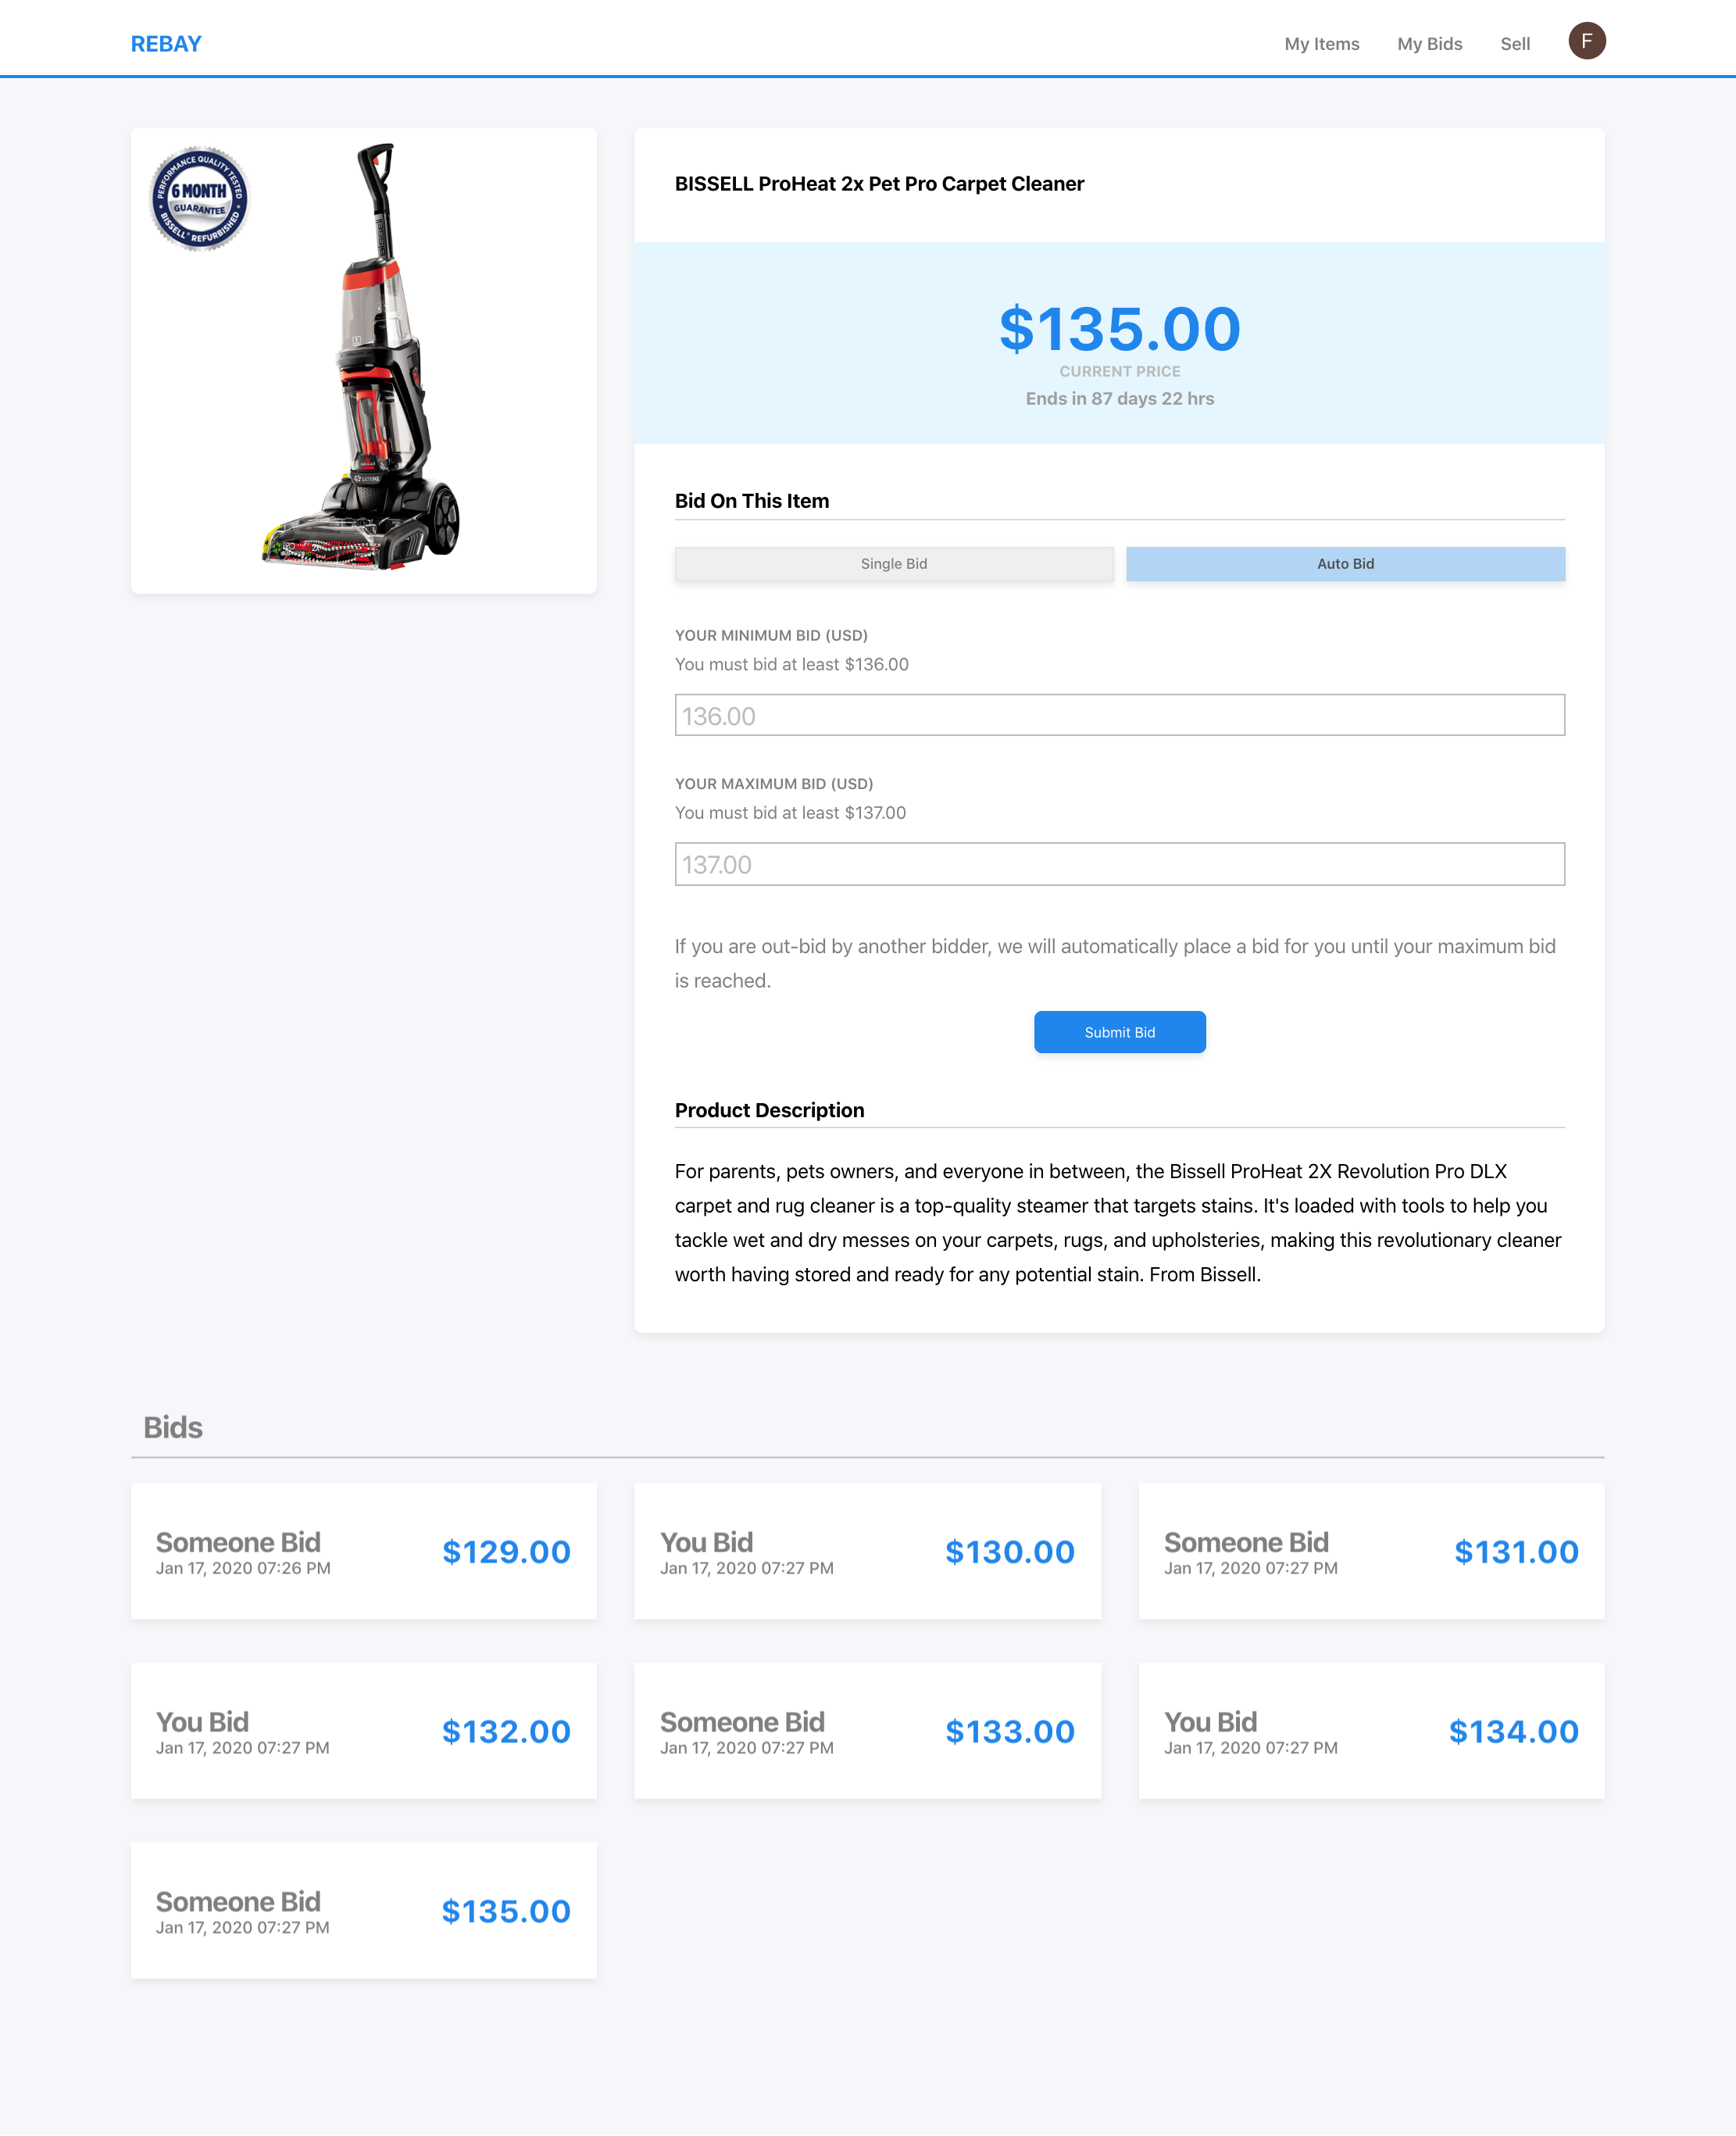 REBAY
My Items
My Bids
Sell
F
PERFORMANCE QUALITY TESTED
6 MONTH
GUARANTEE
BISSELL REFURBISHED
BISSELL
BISSELL ProHeat 2x Pet Pro Carpet Cleaner
$135.00
CURRENT PRICE
Ends in 87 days 22 hrs
Bid On This Item
Single Bid
Auto Bid
YOUR MINIMUM BID (USD)
You must bid at least $136.00
136.00
YOUR MAXIMUM BID (USD)
You must bid at least $137.00
137.00
If you are out-bid by another bidder, we will automatically place a bid for you until your maximum bid
is reached.
Submit Bid
Product Description
For parents, pets owners, and everyone in between, the Bissell ProHeat 2X Revolution Pro DLX
carpet and rug cleaner is a top-quality steamer that targets stains. It's loaded with tools to help you
tackle wet and dry messes on your carpets, rugs, and upholsteries, making this revolutionary cleaner
worth having stored and ready for any potential stain. From Bissell.
Bids
Someone Bid
Jan 17, 2020 07:26 PM
$129.00
You Bid
Jan 17, 2020 07:27 PM
$130.00
Someone Bid
Jan 17, 2020 07:27 PM
$131.00
You Bid
Jan 17, 2020 07:27 PM
$132.00
Someone Bid
Jan 17, 2020 07:27 PM
$133.00
You Bid
Jan 17, 2020 07:27 PM
$134.00
Someone Bid
Jan 17, 2020 07:27 PM
$135.00